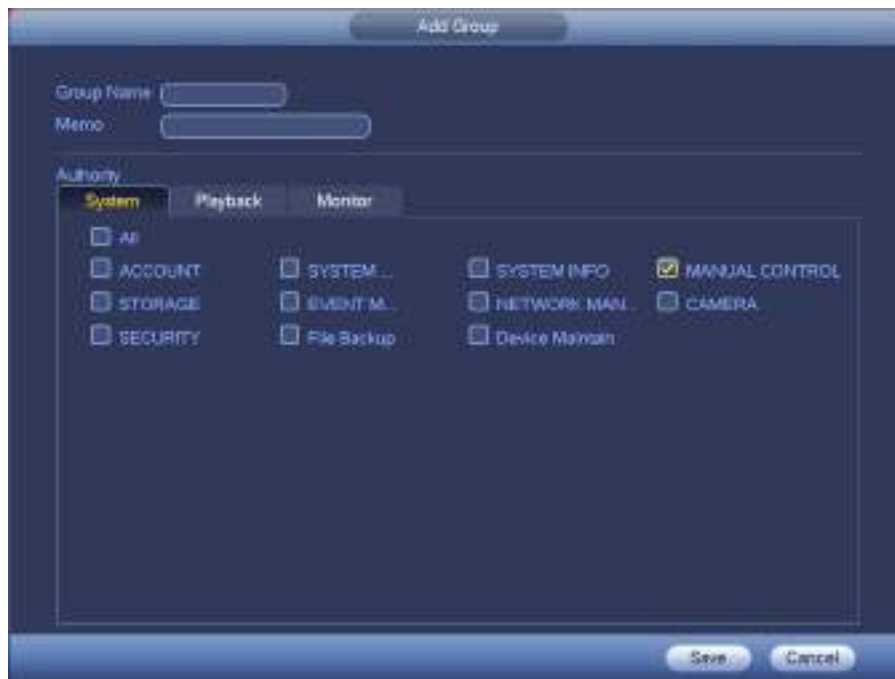 Add Group
Group Name
Memo
Authority
System Playback Monitor
All
ACCOUNT SYSTEM ... SYSTEM INFO MANUAL CONTROL
STORAGE EVENT M... NETWORK MAN... CAMERA
SECURITY File Backup Device Maintain
Save Cancel